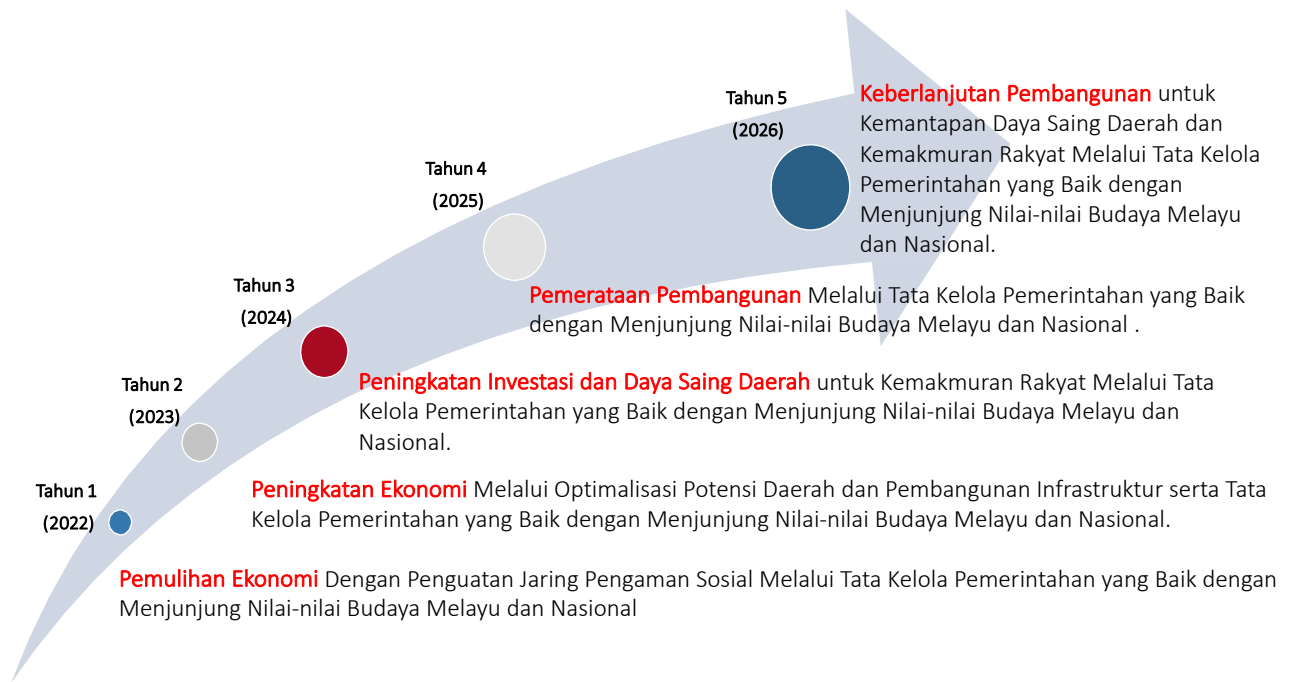 Tahun 5
(2026)
Keberlanjutan Pembangunan untuk
Kemantapan Daya Saing Daerah dan
Kemakmuran Rakyat Melalui Tata Kelola
Pemerintahan yang Baik dengan
Menjunjung Nilai-nilai Budaya Melayu
dan Nasional.
Tahun 4
(2025)
Pemerataan Pembangunan Melalui Tata Kelola Pemerintahan yang Baik
dengan Menjunjung Nilai-nilai Budaya Melayu dan Nasional .
Tahun 3
(2024)
Peningkatan Investasi dan Daya Saing Daerah untuk Kemakmuran Rakyat Melalui Tata
Kelola Pemerintahan yang Baik dengan Menjunjung Nilai-nilai Budaya Melayu dan
Nasional.
Tahun 2
(2023)
Peningkatan Ekonomi Melalui Optimalisasi Potensi Daerah dan Pembangunan Infrastruktur serta Tata
Kelola Pemerintahan yang Baik dengan Menjunjung Nilai-nilai Budaya Melayu dan Nasional.
Tahun 1
(2022)
Pemulihan Ekonomi Dengan Penguatan Jaring Pengaman Sosial Melalui Tata Kelola Pemerintahan yang Baik dengan
Menjunjung Nilai-nilai Budaya Melayu dan Nasional